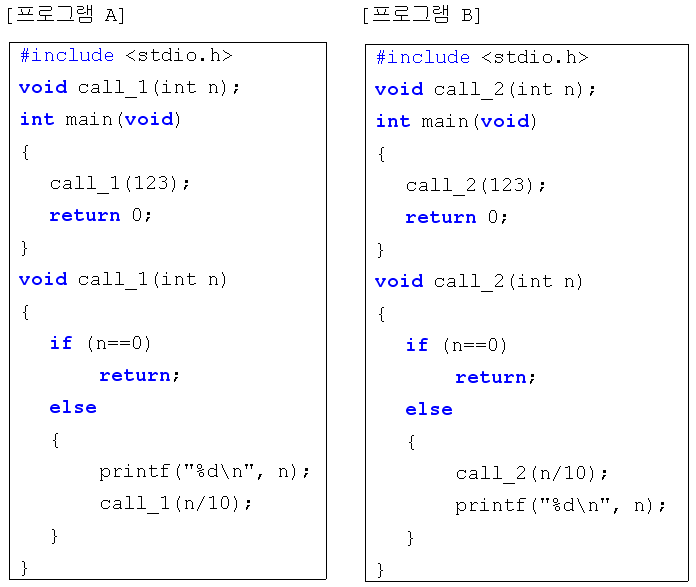 [프로그램 A]
#include <stdio.h>
void call_1(int n);
int main(void)
{
call_1(123);
return 0;
}
void call_1(int n)
{
if (n==0)
return;
else
{
printf("%d\n", n);
call_1(n/10);
}
}
[프로그램 B]
#include <stdio.h>
void call_2(int n);
int main(void)
{
call_2(123);
return 0;
}
void call_2(int n)
{
if (n==0)
return;
else
{
call_2(n/10);
printf("%d\n", n);
}
}